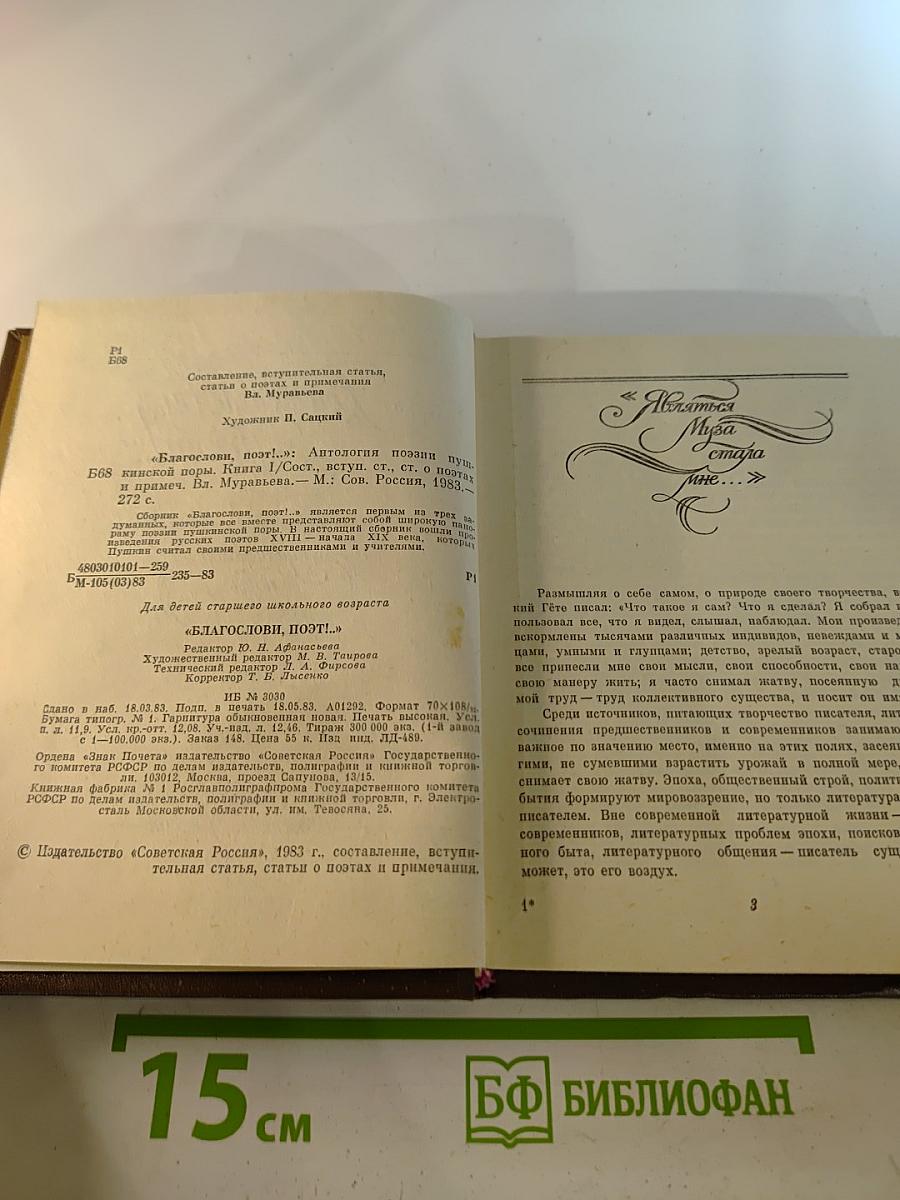 Р1
Б68
Составление, вступительная статья,
статьи о поэтах и примечания
Вл. Муравьева
Художник П. Сацкий
«Благослови, поэт!..»: Антология поэзии пуш-
Б68 кинской поры. Книга I/Сост., вступ. ст., ст. о поэтах
и примеч. Вл. Муравьева.— М.: Сов. Россия, 1983.—
272 с.
Сборник «Благослови, поэт!..» является первым из трех за-
думанных, которые все вместе представляют собой широкую пано-
раму поэзии пушкинской поры. В настоящий сборник вошли про-
изведения русских поэтов XVIII — начала XIX века, которых
Пушкин считал своими предшественниками и учителями.
Б 4803010101—259
М-105(03)83 235—83
Р1
Для детей старшего школьного возраста
«БЛАГОСЛОВИ, ПОЭТ!..»
Редактор Ю. Н. Афанасьева
Художественный редактор М. В. Таирова
Технический редактор Л. А. Фирсова
Корректор Т. Б. Лысенко
ИБ № 3030
Сдано в наб. 18.03.83. Подп. в печать 18.05.83. А01292. Формат 70×108/
Бумага типогр. № 1. Гарнитура обыкновенная новая. Печать высокая. Усл.
п. л. 11,9. Усл. кр.-отт. 12,08. Уч.-изд. л. 12,46. Тираж 300 000 экз. (1-й завод
с 1—100.000 экз.). Заказ 148. Цена 55 к. Изд. инд. ЛД-489.
Ордена «Знак Почета» издательство «Советская Россия» Государственно-
го комитета РСФСР по делам издательств, полиграфии и книжной торгов-
ли. 103012, Москва, проезд Сапунова, 13/15.
Книжная фабрика № 1 Росглавполиграфпрома Государственного комитета
РСФСР по делам издательств, полиграфии и книжной торговли, г. Электро-
сталь Московской области, ул. им. Тевосяна, 25.
© Издательство «Советская Россия», 1983 г., составление, вступи-
тельная статья, статьи о поэтах и примечания.
«Являться
Муза
стала
мне...»
Размышляя о себе самом, о природе своего творчества, в
кий Гёте писал: «Что такое я сам? Что я сделал? Я собрал и
пользовал все, что я видел, слышал, наблюдал. Мои произвед
вскормлены тысячами различных индивидов, невеждами и м
цами, умными и глупцами; детство, зрелый возраст, старо
все принесли мне свои мысли, свои способности, свои на
свою манеру жить; я часто снимал жатву, посеянную д
мой труд — труд коллективного существа, и носит он им
Среди источников, питающих творчество писателя, лит
сочинения предшественников и современников занимаю
важное по значению место, именно на этих полях, засея
гими, не сумевшими взрастить урожай в полной мере,
снимает свою жатву. Эпоха, общественный строй, полити
бытия формируют мировоззрение, но только литература
писателем. Вне современной литературной жизни —
современников, литературных проблем эпохи, поисков
ного быта, литературного общения — писатель сущ
может, это его воздух.
1*
3
15 см
БФ БИБЛИОФАН